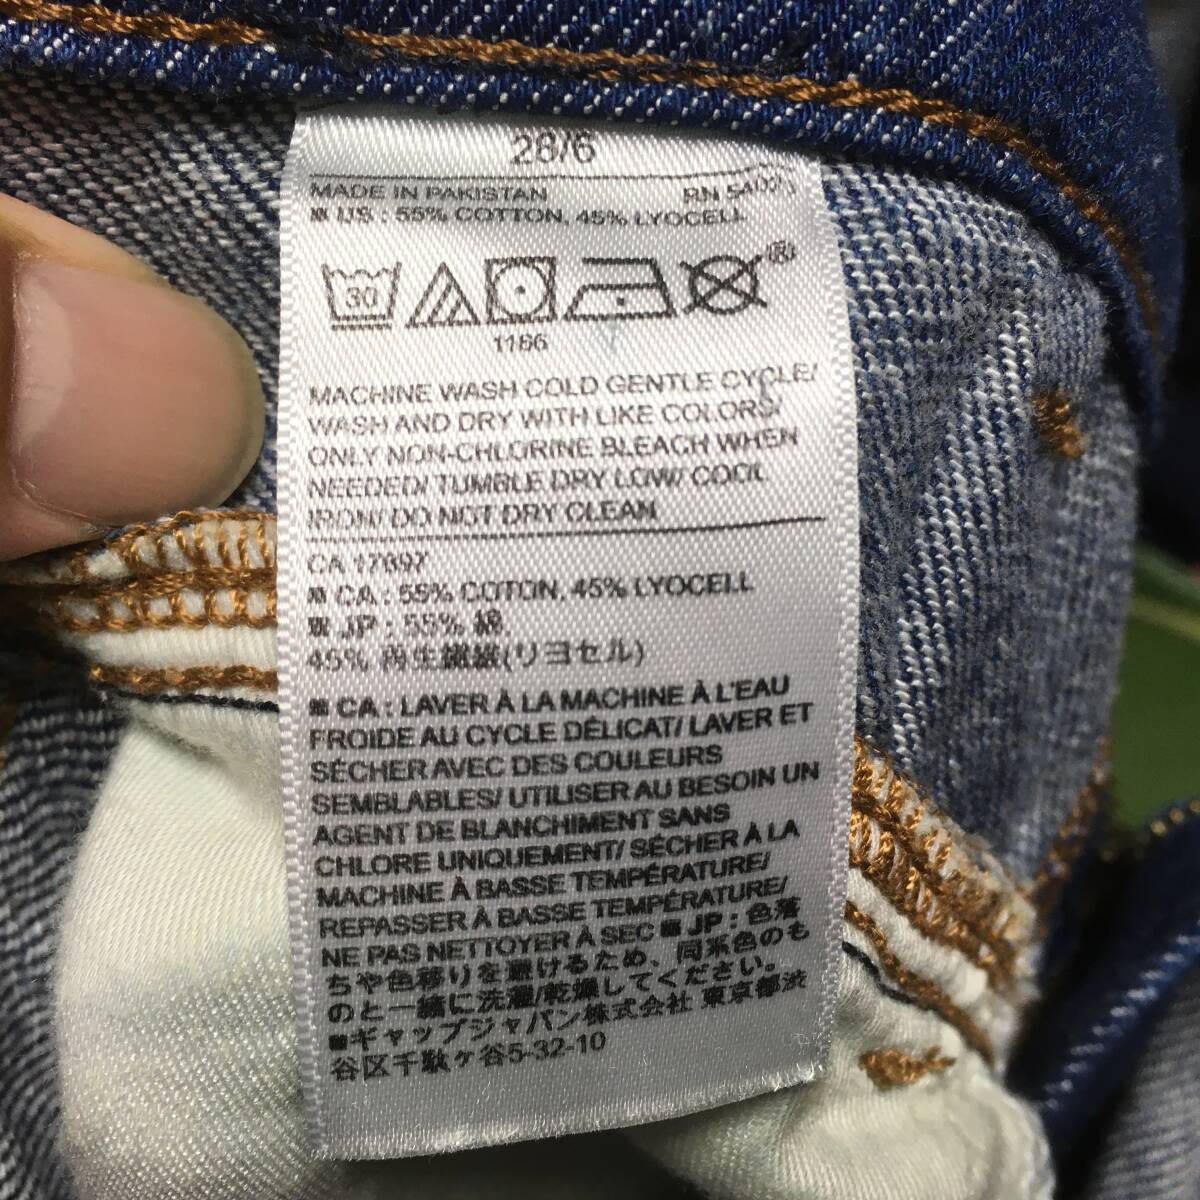 28/6
MADE IN PAKISTAN RN 54023
■ US : 55% COTTON, 45% LYOCELL
30
®
1166
MACHINE WASH COLD GENTLE CYCLE/
WASH AND DRY WITH LIKE COLORS/
ONLY NON-CHLORINE BLEACH WHEN
NEEDED/ TUMBLE DRY LOW/ COOL
IRON/ DO NOT DRY CLEAN
CA 17897
■ CA : 55% COTON, 45% LYOCELL
■ JP : 55% 綿,
45% 再生繊維(リヨセル)
■ CA : LAVER À LA MACHINE À L'EAU
FROIDE AU CYCLE DÉLICAT/ LAVER ET
SÉCHER AVEC DES COULEURS
SEMBLABLES/ UTILISER AU BESOIN UN
AGENT DE BLANCHIMENT SANS
CHLORE UNIQUEMENT/ SÉCHER À LA
MACHINE À BASSE TEMPÉRATURE/
REPASSER À BASSE TEMPÉRATURE/
NE PAS NETTOYER À SEC ■ JP : 色落
ちや色移りを避けるため、同系色のも
のと一緒に洗濯/乾燥してください。
■ギャップジャパン株式会社 東京都渋
谷区千駄ヶ谷5-32-10